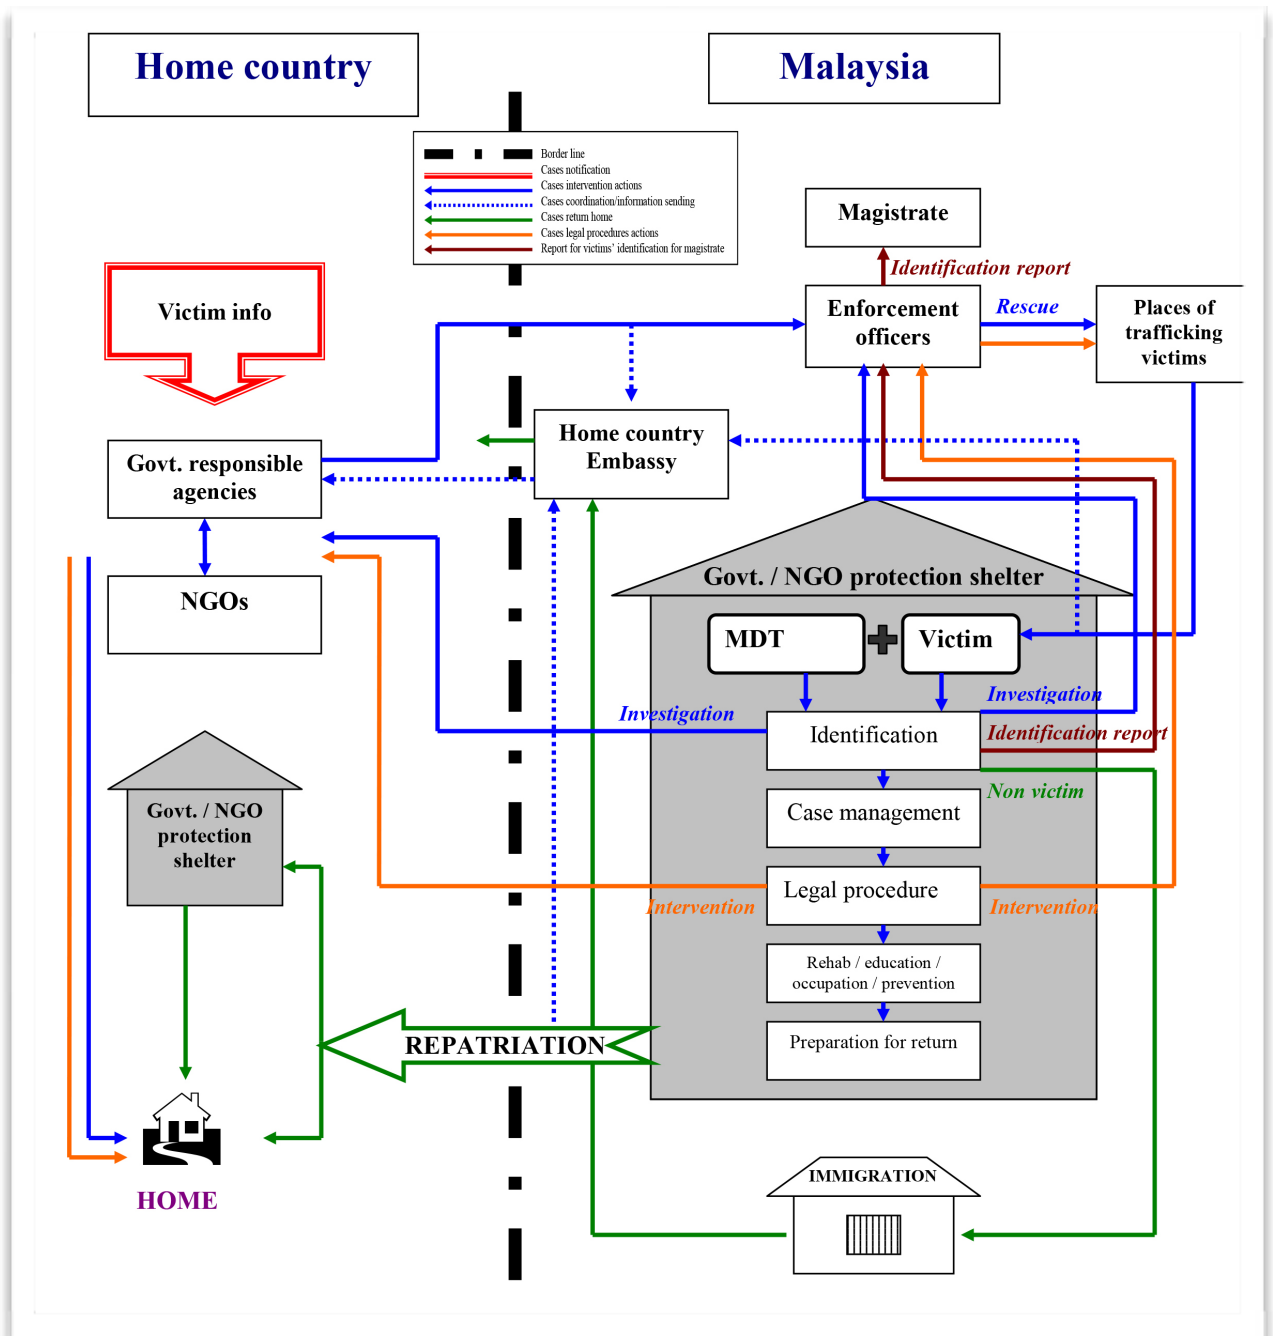 Home country
Malaysia
Border line
Cases notification
Cases intervention actions
Cases coordination/information sending
Cases return home
Cases legal procedures actions
Report for victims' identification for magistrate
Magistrate
Identification report
Victim info
Enforcement
officers
Rescue
Places of
trafficking
victims
Home country
Embassy
Govt. responsible
agencies
NGOs
Govt. / NGO protection shelter
MDT
Victim
Investigation
Investigation
Identification
Identification report
Non victim
Case management
Govt. / NGO
protection
shelter
Legal procedure
Intervention
Intervention
Rehab / education /
occupation / prevention
REPATRIATION
Preparation for return
HOME
IMMIGRATION